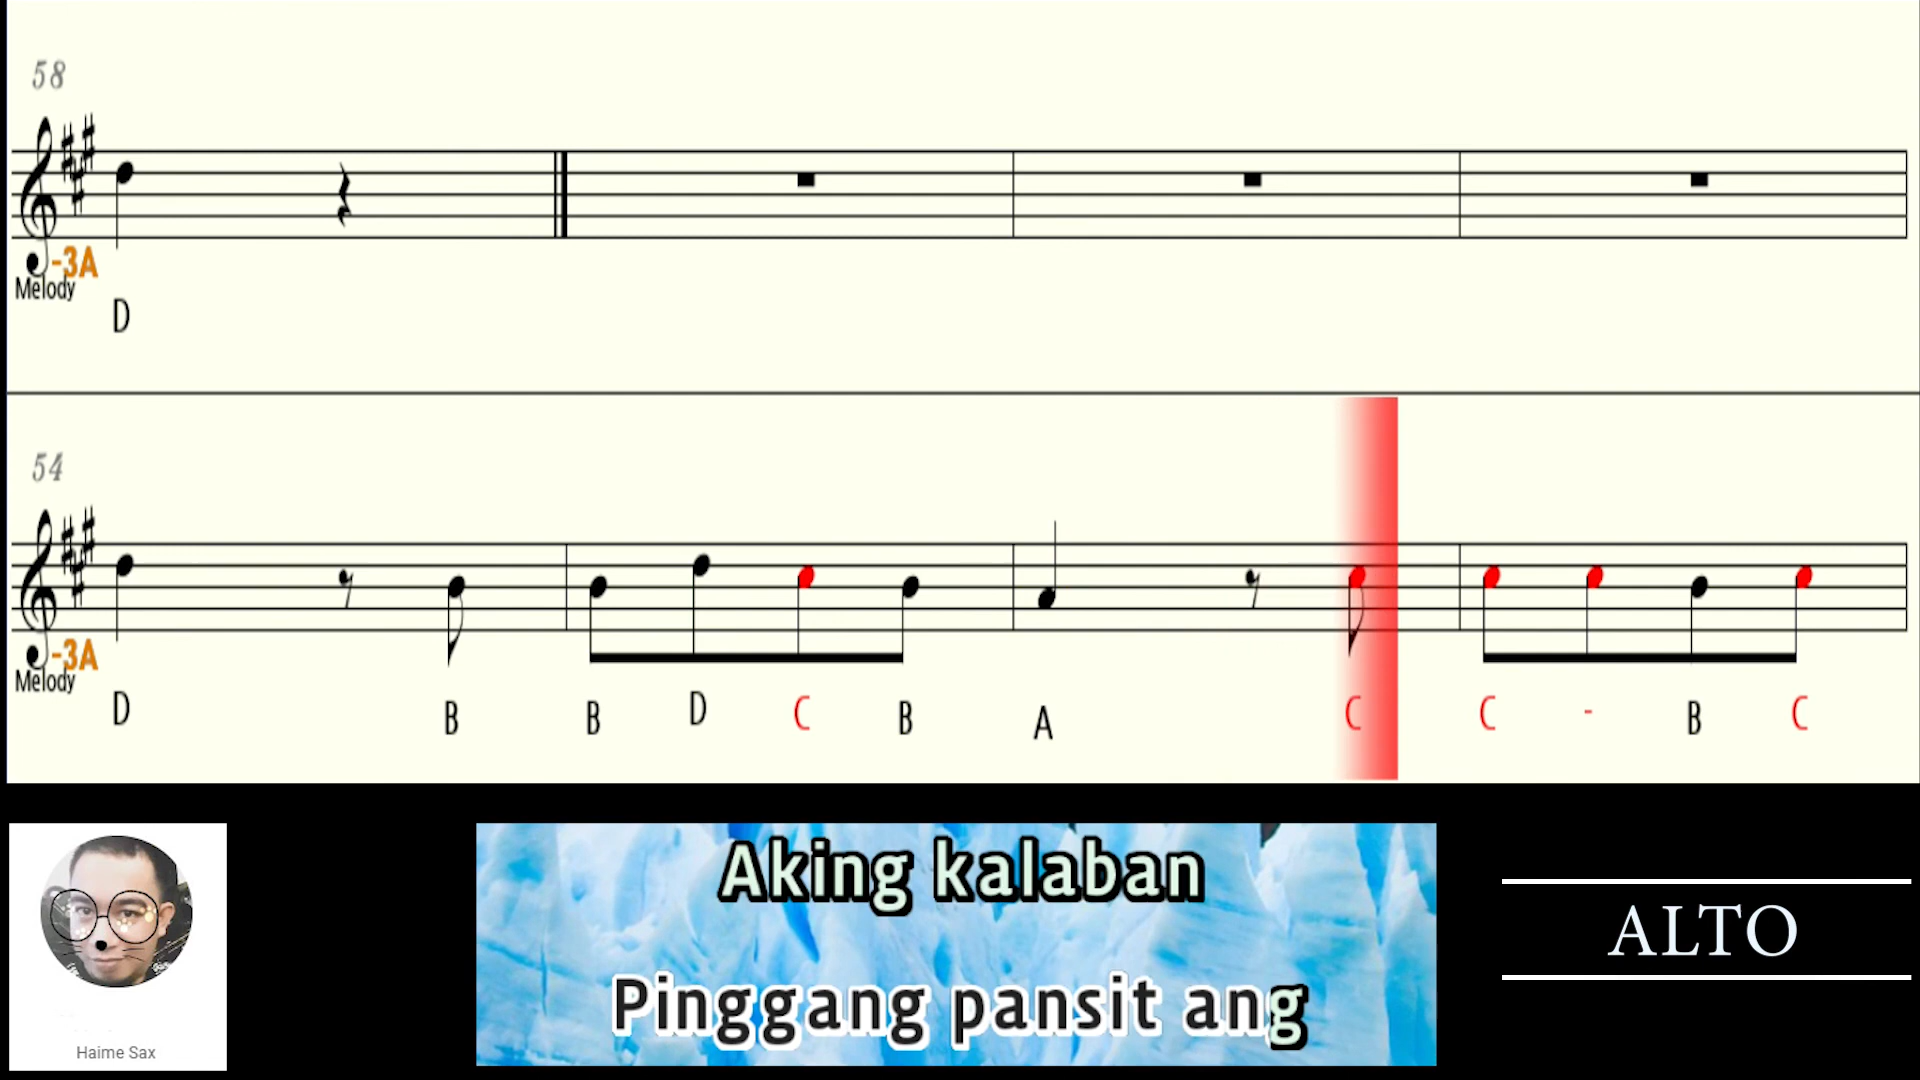 58
-3A
Melody
D
54
-3A
Melody
D B B D C B A C C - B C
Aking kalaban
Pinggang pansit ang
ALTO
Haime Sax